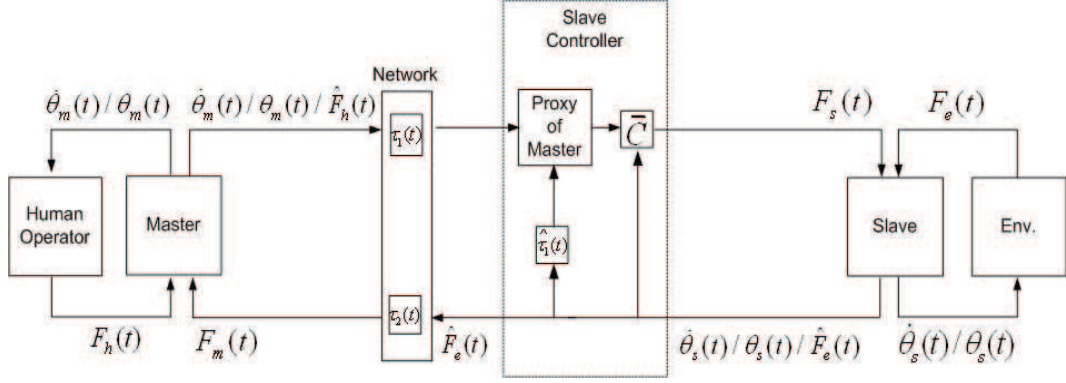 Slave
Controller
Network
θ̇ₘ(t) / θₘ(t)
θ̇ₘ(t) / θₘ(t) / F̂ₕ(t)
τ₁(t)
Proxy
of
Master
C̄
Fₛ(t)
Fₑ(t)
Human
Operator
Master
τ̂₁(t)
Slave
Env.
τ₂(t)
Fₕ(t)
Fₘ(t)
F̂ₑ(t)
θ̇ₛ(t) / θₛ(t) / F̂ₑ(t)
θ̇ₛ(t) / θₛ(t)